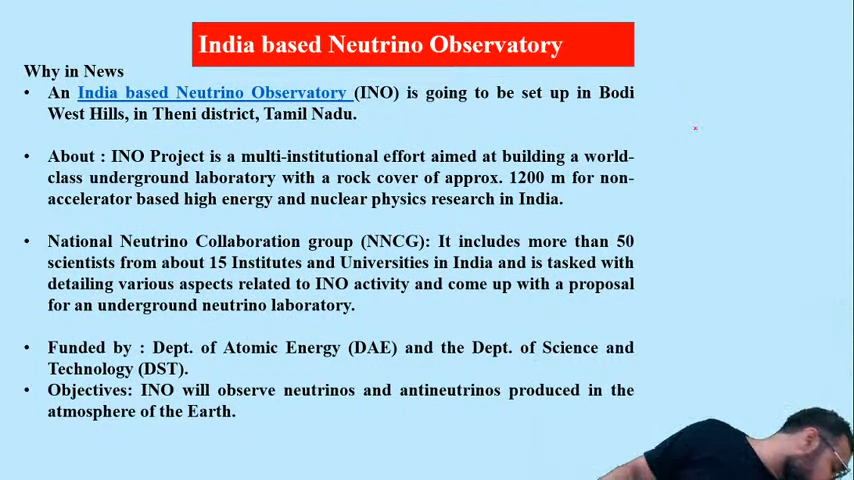 India based Neutrino Observatory
Why in News
• An India based Neutrino Observatory (INO) is going to be set up in Bodi
West Hills, in Theni district, Tamil Nadu.
• About : INO Project is a multi-institutional effort aimed at building a world-
class underground laboratory with a rock cover of approx. 1200 m for non-
accelerator based high energy and nuclear physics research in India.
• National Neutrino Collaboration group (NNCG): It includes more than 50
scientists from about 15 Institutes and Universities in India and is tasked with
detailing various aspects related to INO activity and come up with a proposal
for an underground neutrino laboratory.
• Funded by : Dept. of Atomic Energy (DAE) and the Dept. of Science and
Technology (DST).
• Objectives: INO will observe neutrinos and antineutrinos produced in the
atmosphere of the Earth.